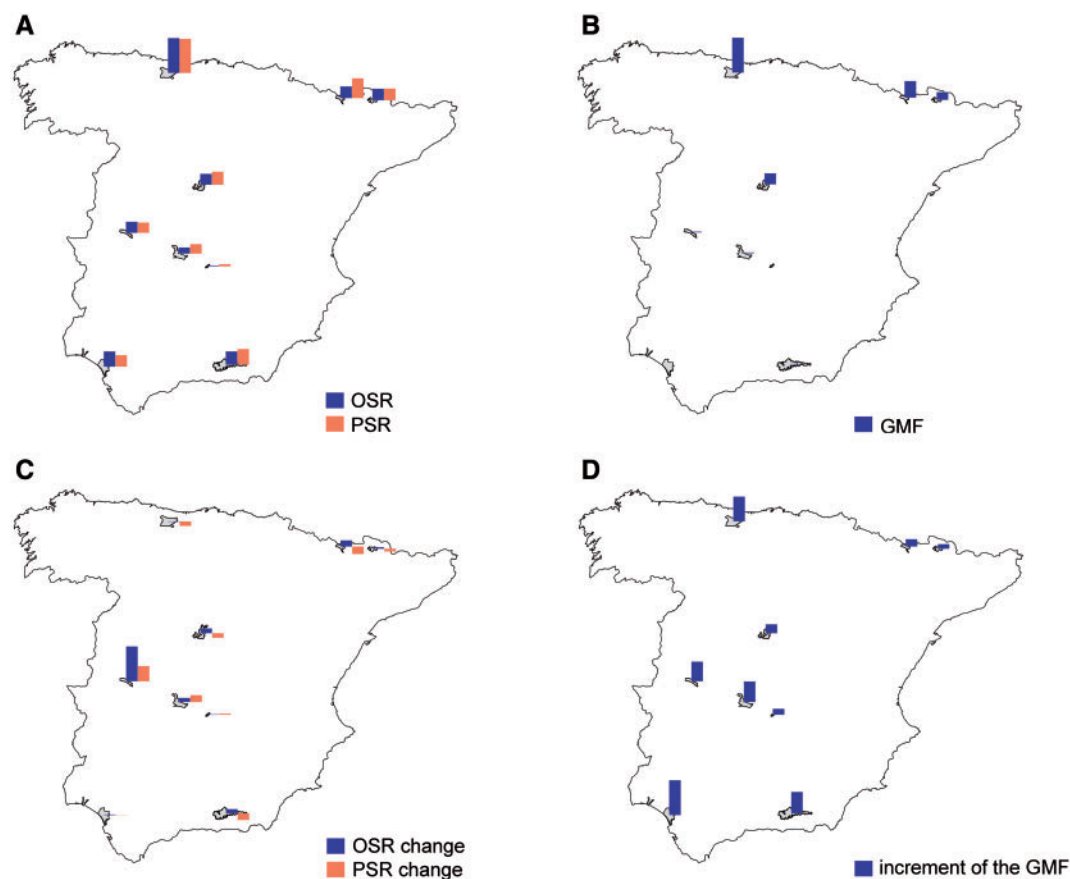 A
B
OSR
PSR
GMF
C
D
OSR change
PSR change
increment of the GMF